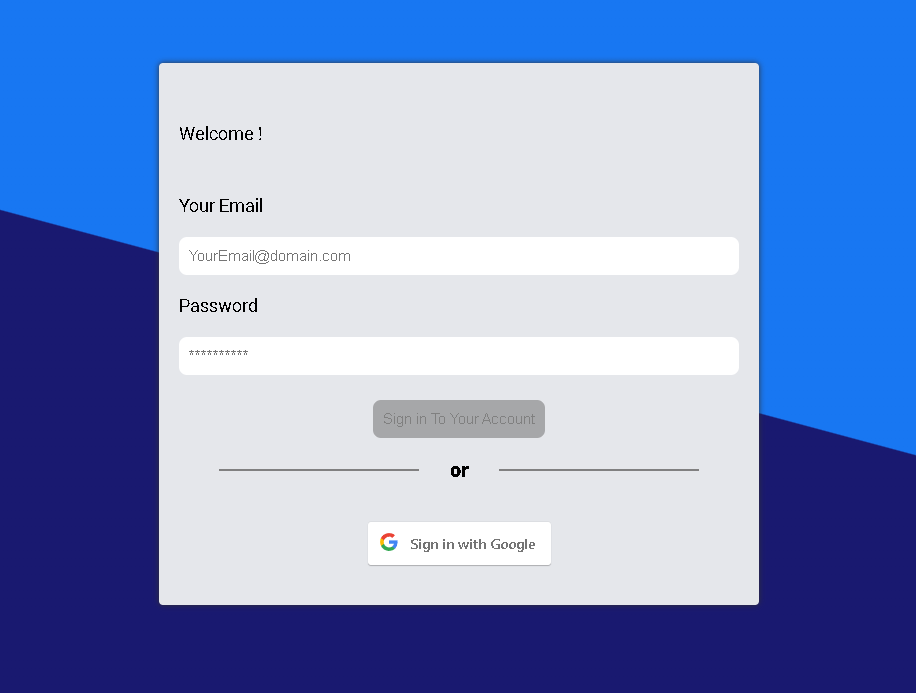 Welcome !
Your Email
YourEmail@domain.com
Password
**********
Sign in To Your Account
or
Sign in with Google